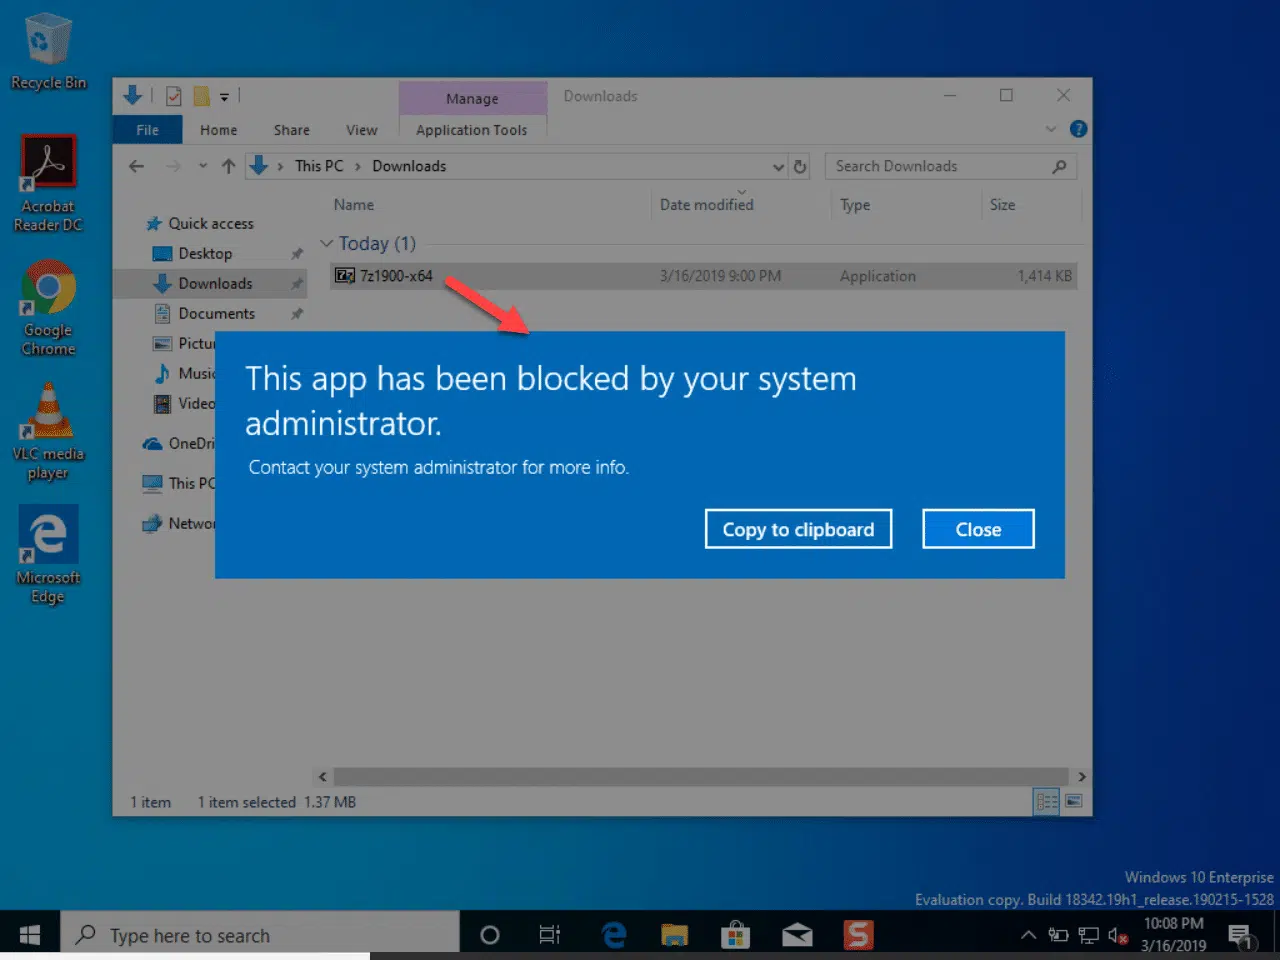 Recycle Bin
Acrobat
Reader DC
Google
Chrome
VLC media
player
Microsoft
Edge
Manage
Downloads
File
Home
Share
View
Application Tools
This PC
Downloads
Search Downloads
Name
Date modified
Type
Size
Quick access
Desktop
Downloads
Documents
Pictu
Music
Video
OneDri
This PC
Netwo
Today (1)
7z1900-x64
3/16/2019 9:00 PM
Application
1,414 KB
This app has been blocked by your system
administrator.
Contact your system administrator for more info.
Copy to clipboard
Close
1 item
1 item selected
1.37 MB
Windows 10 Enterprise
Evaluation copy. Build 18342.19h1_release.190215-1528
Type here to search
10:08 PM
3/16/2019
1